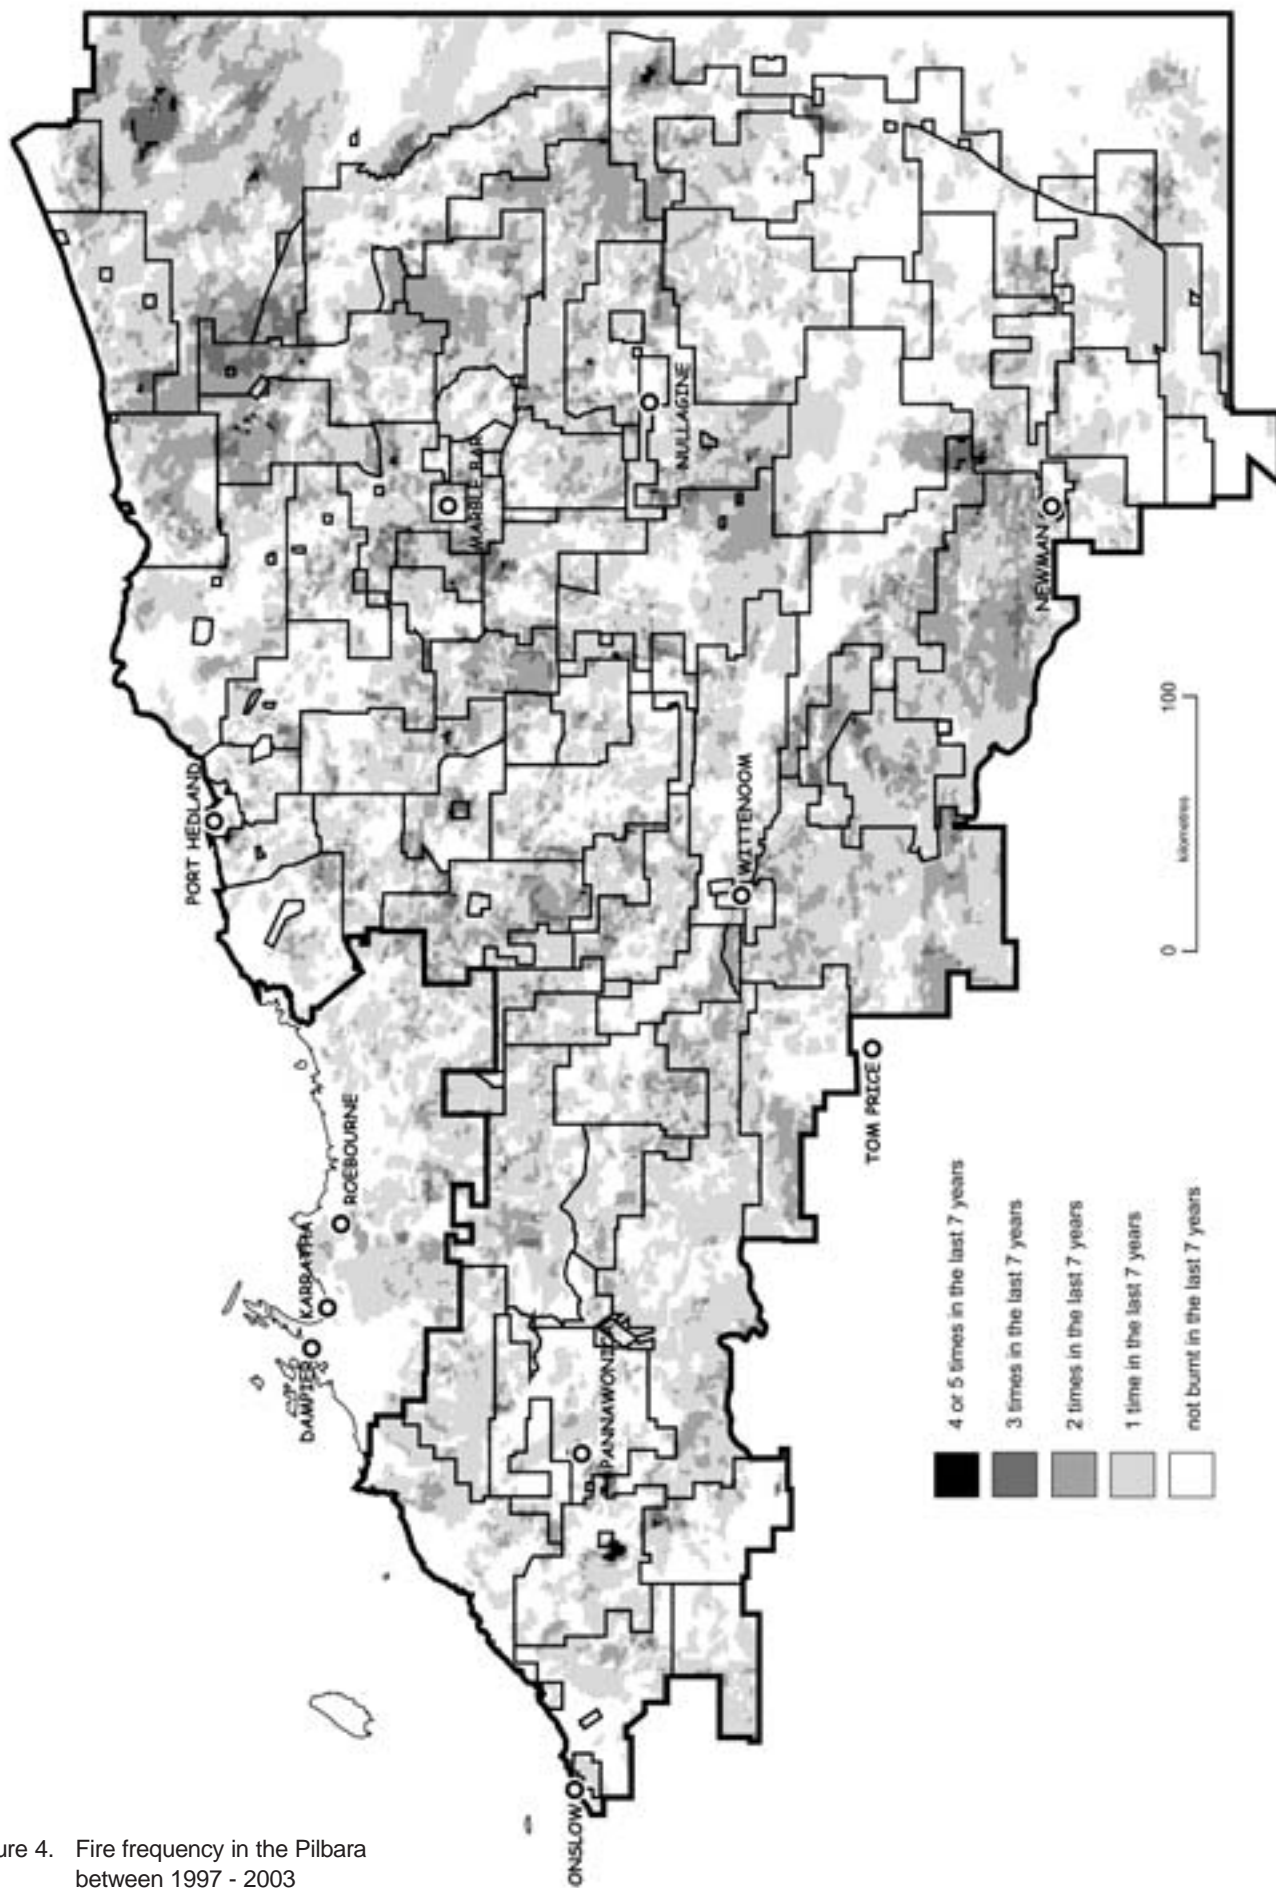 PORT HEDLAND
MARBLE BAR
NULLAGINE
NEWMAN
WITTENOOM
ROEBOURNE
KARRATHA
DAMPIER
PANNAWONIC
TOM PRICE
ONSLOW
0
100
kilometres
4 or 5 times in the last 7 years
3 times in the last 7 years
2 times in the last 7 years
1 time in the last 7 years
not burnt in the last 7 years
ure 4. Fire frequency in the Pilbara
between 1997 - 2003